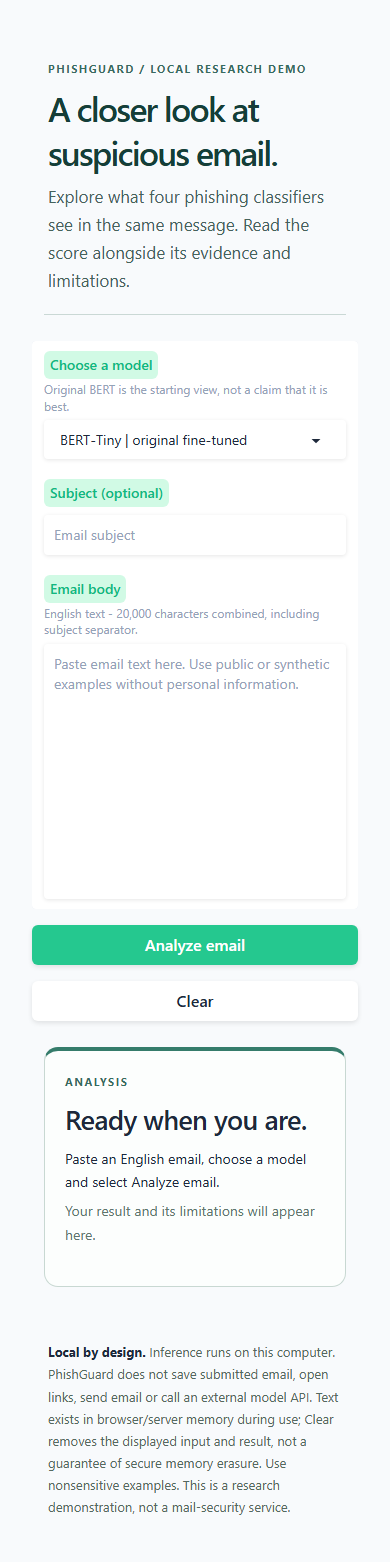 PHISHGUARD / LOCAL RESEARCH DEMO
A closer look at
suspicious email.
Explore what four phishing classifiers
see in the same message. Read the
score alongside its evidence and
limitations.
Choose a model
Original BERT is the starting view, not a claim that it is
best.
BERT-Tiny | original fine-tuned
Subject (optional)
Email subject
Email body
English text - 20,000 characters combined, including
subject separator.
Paste email text here. Use public or synthetic
examples without personal information.
Analyze email
Clear
ANALYSIS
Ready when you are.
Paste an English email, choose a model
and select Analyze email.
Your result and its limitations will appear
here.
Local by design. Inference runs on this computer.
PhishGuard does not save submitted email, open
links, send email or call an external model API. Text
exists in browser/server memory during use; Clear
removes the displayed input and result, not a
guarantee of secure memory erasure. Use
nonsensitive examples. This is a research
demonstration, not a mail-security service.